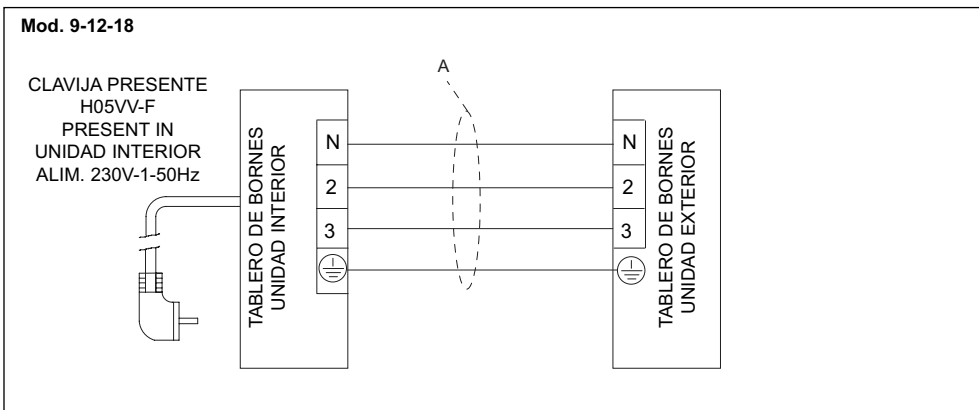 Mod. 9-12-18
A
CLAVIJA PRESENTE
H05VV-F
PRESENT IN
UNIDAD INTERIOR
ALIM. 230V-1-50Hz
TABLERO DE BORNES
UNIDAD INTERIOR
N
2
3
N
2
3
TABLERO DE BORNES
UNIDAD EXTERIOR